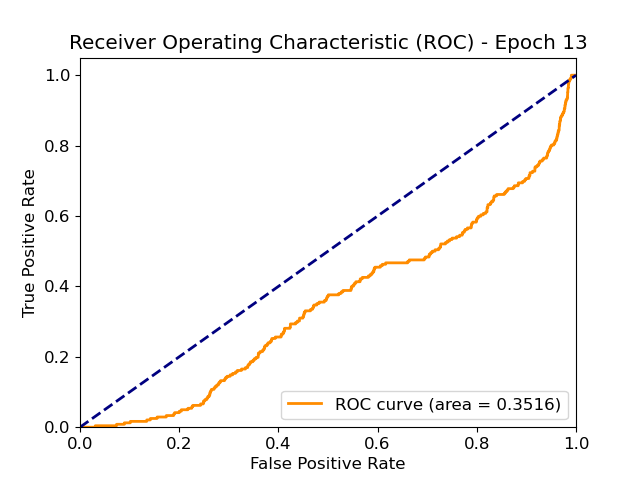 Receiver Operating Characteristic (ROC) - Epoch 13
1.0
0.8
0.6
0.4
0.2
0.0
True Positive Rate
ROC curve (area = 0.3516)
0.0 0.2 0.4 0.6 0.8 1.0
False Positive Rate